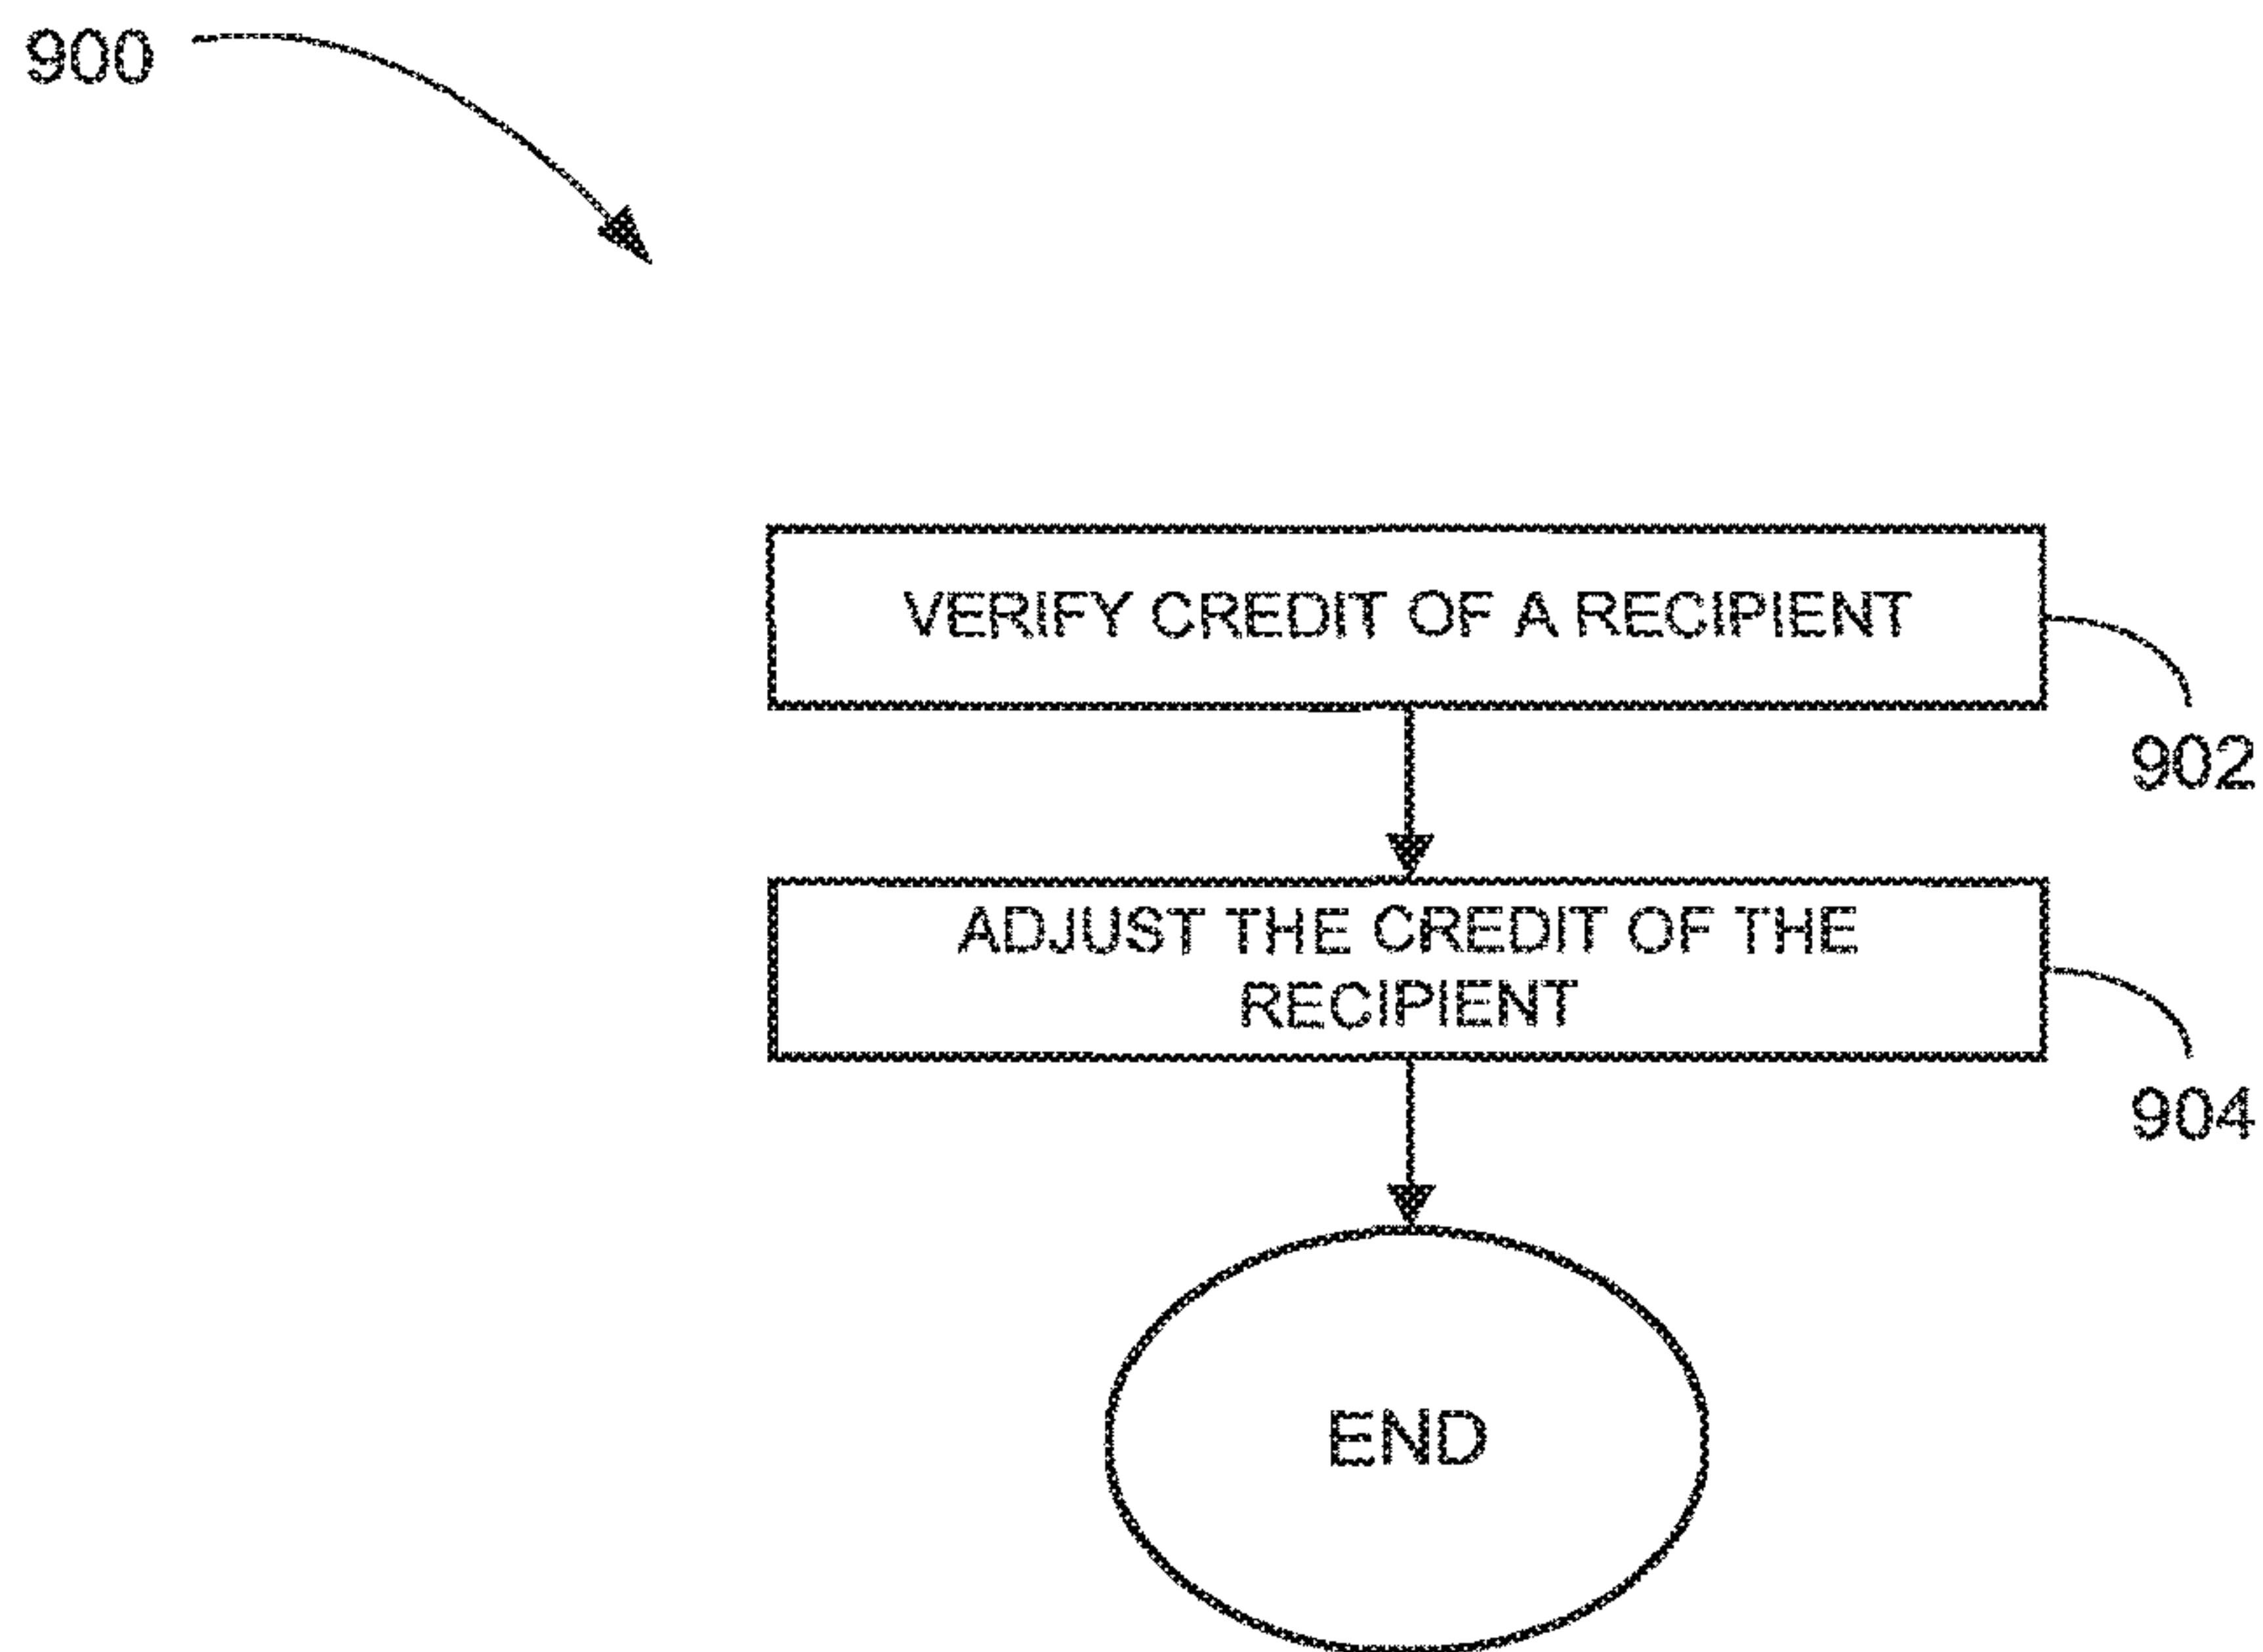 900
VERIFY CREDIT OF A RECIPIENT
902
ADJUST THE CREDIT OF THE
RECIPIENT
904
END